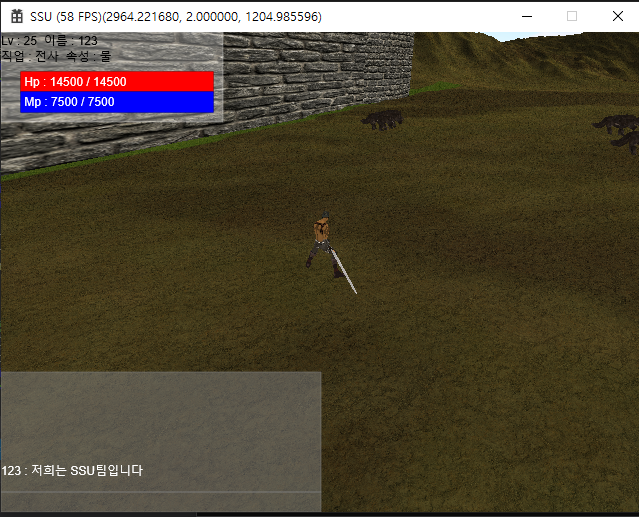 SSU (58 FPS)(2964.221680, 2.000000, 1204.985596)
Lv : 25 이름 : 123
직업 : 전사 속성 : 물
Hp : 14500 / 14500
Mp : 7500 / 7500
123 : 저희는 SSU팀입니다